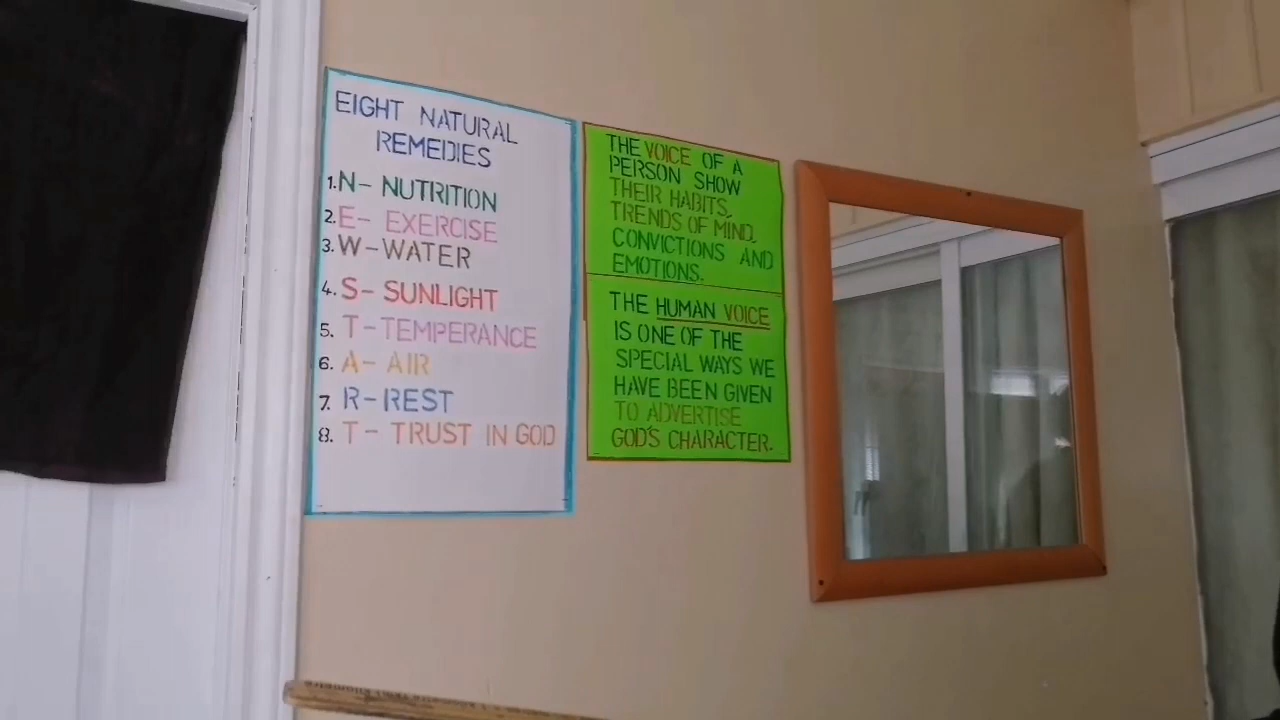 EIGHT NATURAL
REMEDIES
1. N- NUTRITION
2. E- EXERCISE
3. W-WATER
4. S- SUNLIGHT
5. T-TEMPERANCE
6. A- AIR
7. R-REST
8. T- TRUST IN GOD
THE VOICE OF A
PERSON SHOW
THEIR HABITS,
TRENDS OF MIND,
CONVICTIONS AND
EMOTIONS.
THE HUMAN VOICE
IS ONE OF THE
SPECIAL WAYS WE
HAVE BEEN GIVEN
TO ADVERTISE
GOD'S CHARACTER.